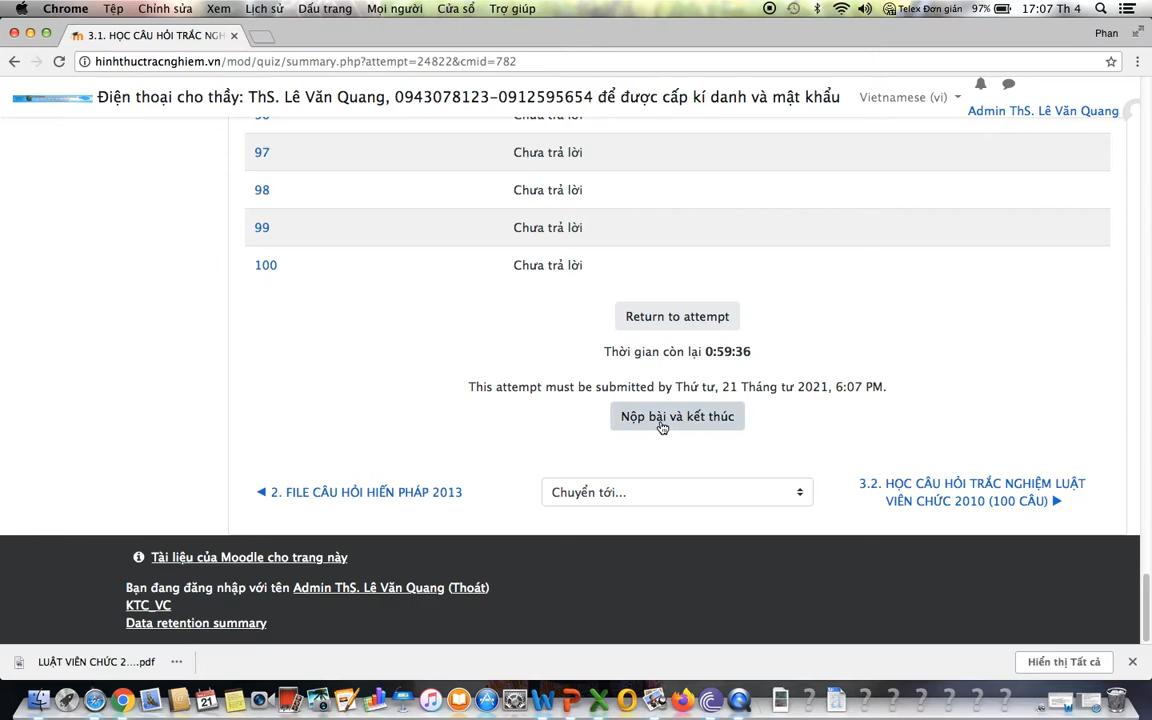 Chrome Tệp Chỉnh sửa Xem Lịch sử Dấu trang Mọi người Cửa sổ Trợ giúp Telex Đơn giản 97% 17:07 Th 4
3.1. HỌC CÂU HỎI TRẮC NGH Phan
hinhthuctracnghiem.vn/mod/quiz/summary.php?attempt=24822&cmid=782
Điện thoại cho thầy: ThS. Lê Văn Quang, 0943078123-0912595654 để được cấp kí danh và mật khẩu Vietnamese (vi)
Admin ThS. Lê Văn Quang
96 Chưa trả lời
97 Chưa trả lời
98 Chưa trả lời
99 Chưa trả lời
100 Chưa trả lời
Return to attempt
Thời gian còn lại 0:59:36
This attempt must be submitted by Thứ tư, 21 Tháng tư 2021, 6:07 PM.
Nộp bài và kết thúc
◀ 2. FILE CÂU HỎI HIẾN PHÁP 2013 Chuyển tới... 3.2. HỌC CÂU HỎI TRẮC NGHIỆM LUẬT
VIÊN CHỨC 2010 (100 CÂU) ▶
Tài liệu của Moodle cho trang này
Bạn đang đăng nhập với tên Admin ThS. Lê Văn Quang (Thoát)
KTC_VC
Data retention summary
LUẬT VIÊN CHỨC 2....pdf Hiển thị Tất cả